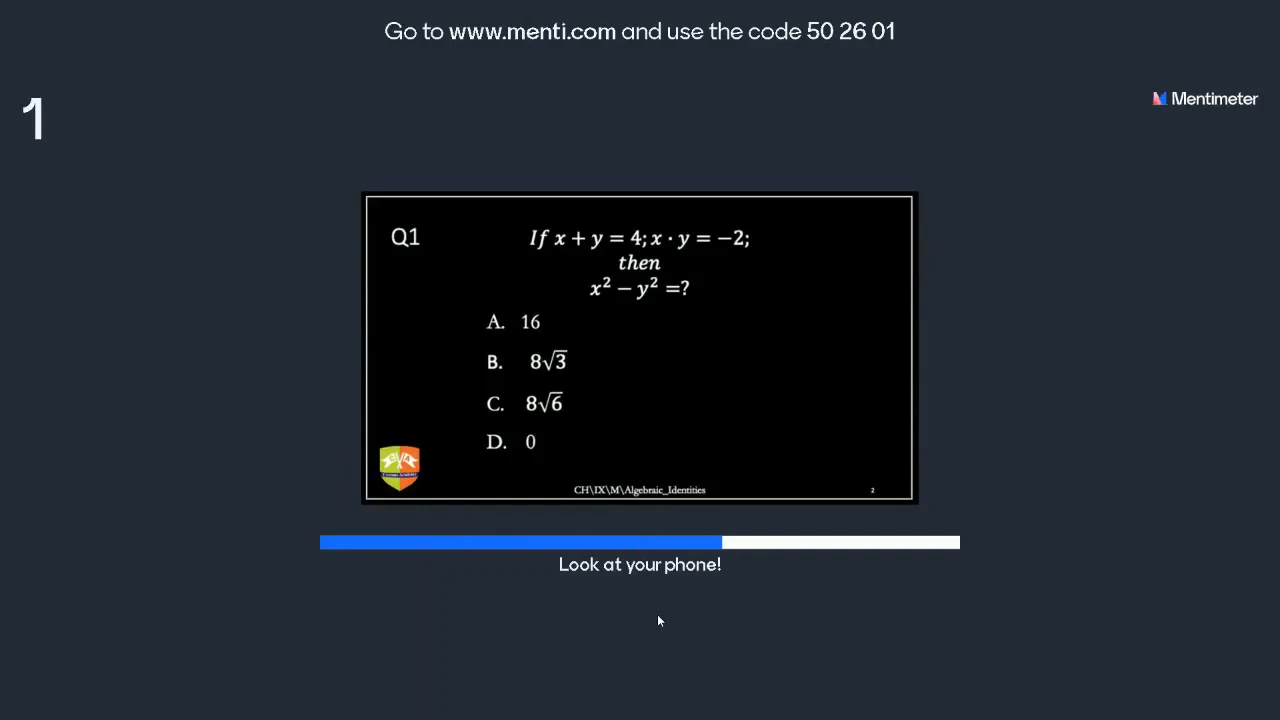 Go to www.menti.com and use the code 50 26 01
1
Mentimeter
Q1
If x + y = 4; x · y = −2;
then
x² − y² =?
A. 16
B. 8√3
C. 8√6
D. 0
CH\IX\M\Algebraic_Identities
2
Look at your phone!